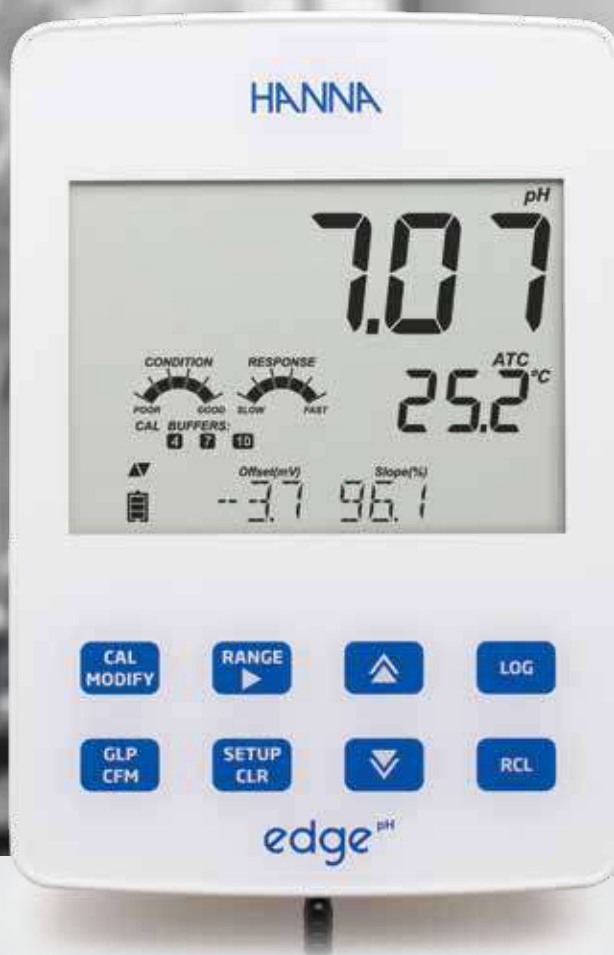 HANNA
pH
7.07
CONDITION RESPONSE
ATC
25.2 °C
POOR GOOD SLOW FAST
CAL BUFFERS:
4 7 10
Offset(mV) Slope(%)
--3.7 96.1
CAL MODIFY
RANGE
LOG
GLP CFM
SETUP CLR
RCL
edge pH